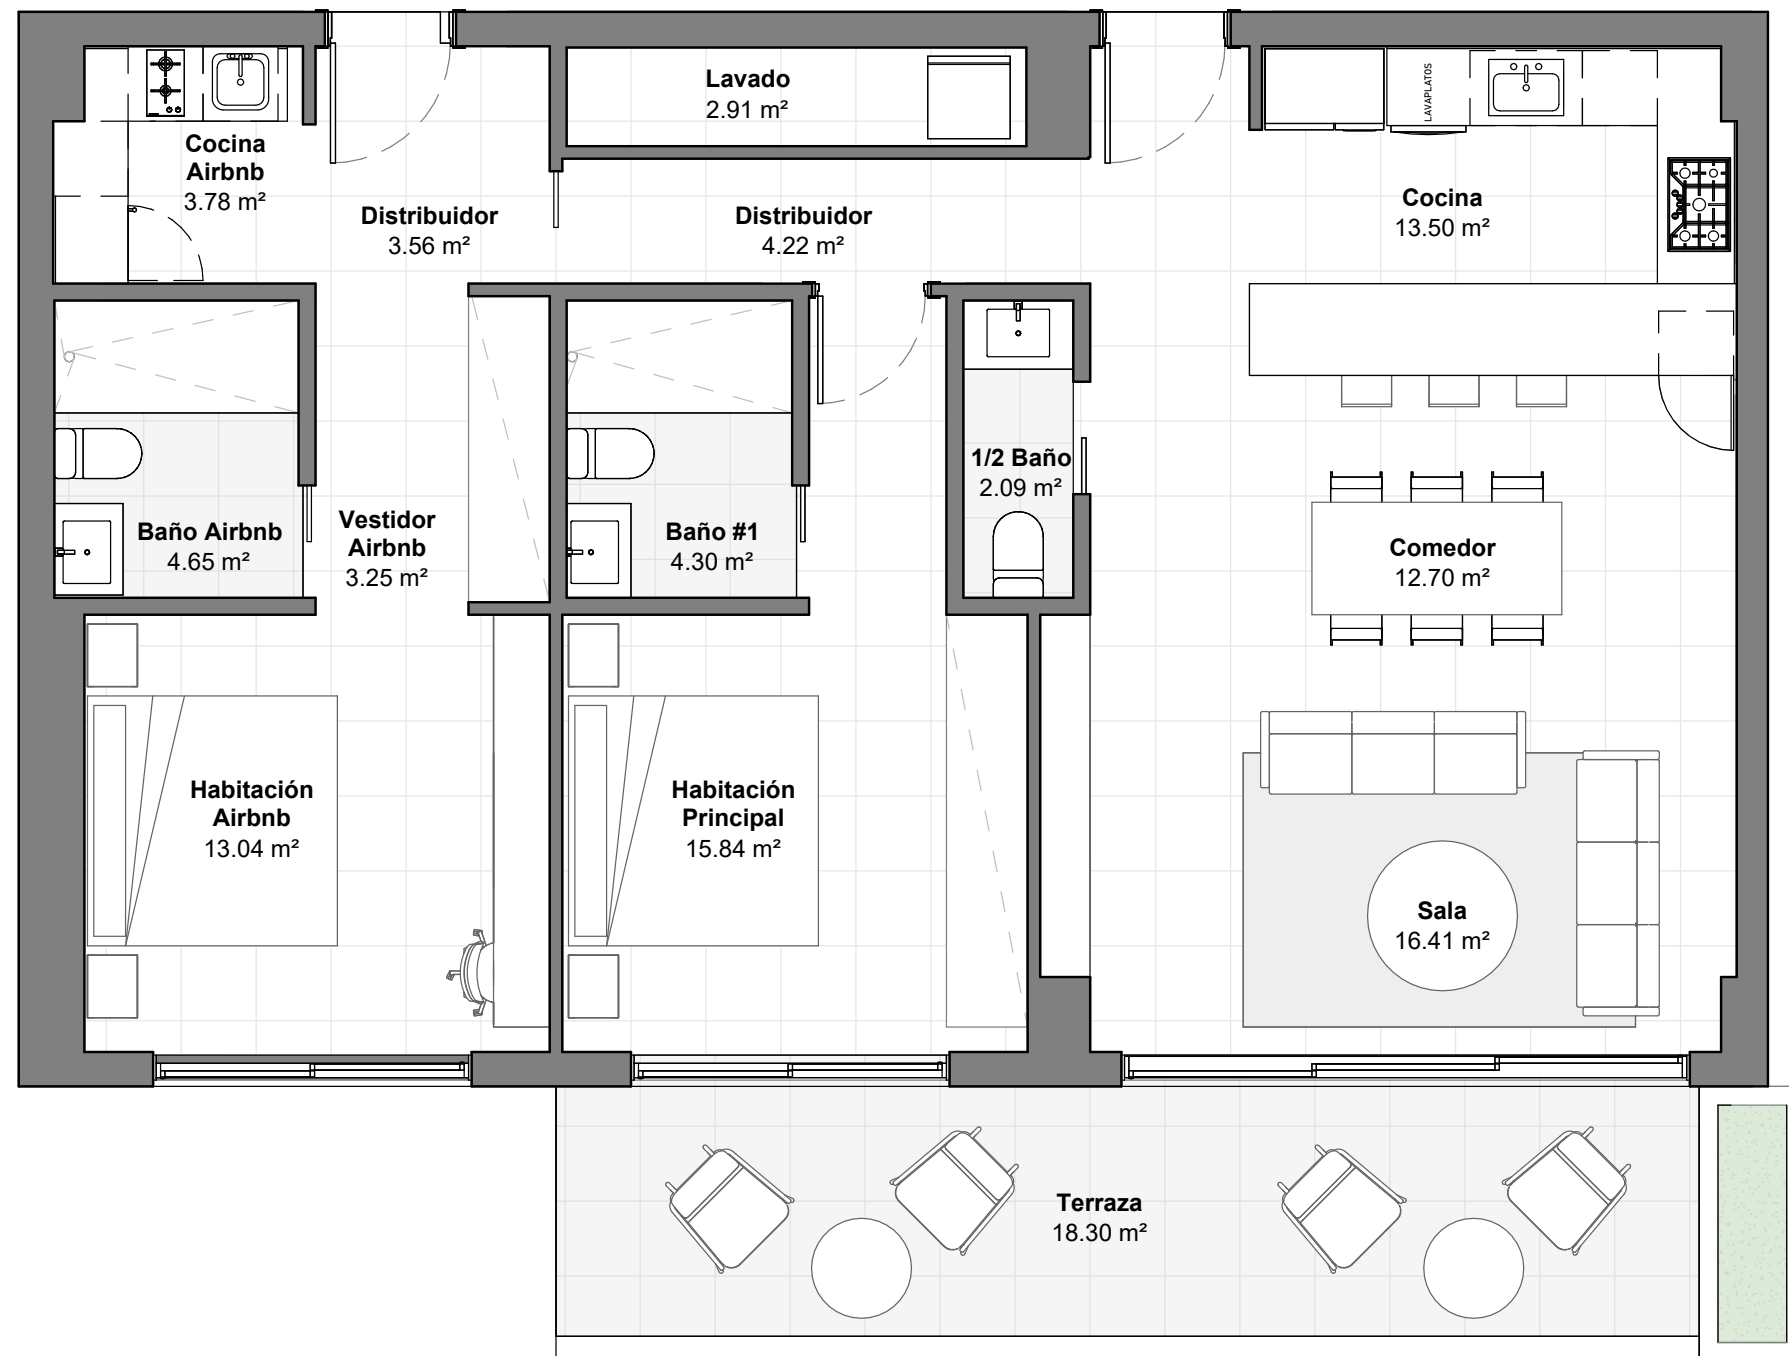 Lavado
2.91 m²
LAVAPLATOS
Cocina
Airbnb
3.78 m²
Distribuidor
3.56 m²
Distribuidor
4.22 m²
Cocina
13.50 m²
1/2 Baño
2.09 m²
Baño Airbnb
4.65 m²
Vestidor
Airbnb
3.25 m²
Baño #1
4.30 m²
Comedor
12.70 m²
Habitación
Airbnb
13.04 m²
Habitación
Principal
15.84 m²
Sala
16.41 m²
Terraza
18.30 m²